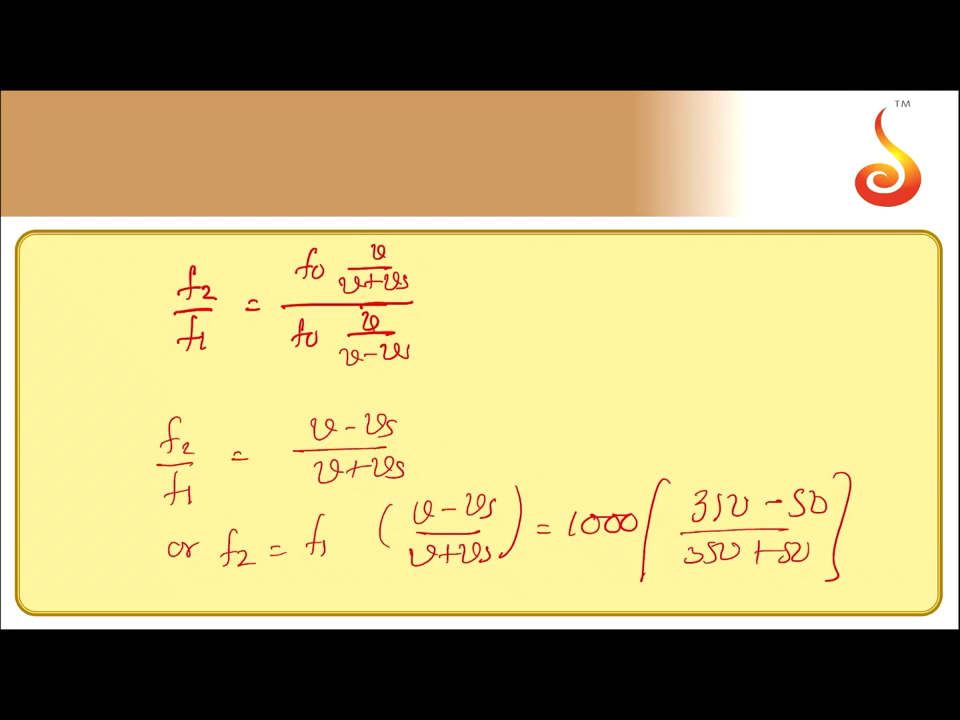 TM
f2/f1 = (f0 v/(v+vs))/(f0 v/(v-vs))
f2/f1 = (v-vs)/(v+vs)
or f2 = f1 ((v-vs)/(v+vs)) = 1000 [(350-50)/(350+50)]